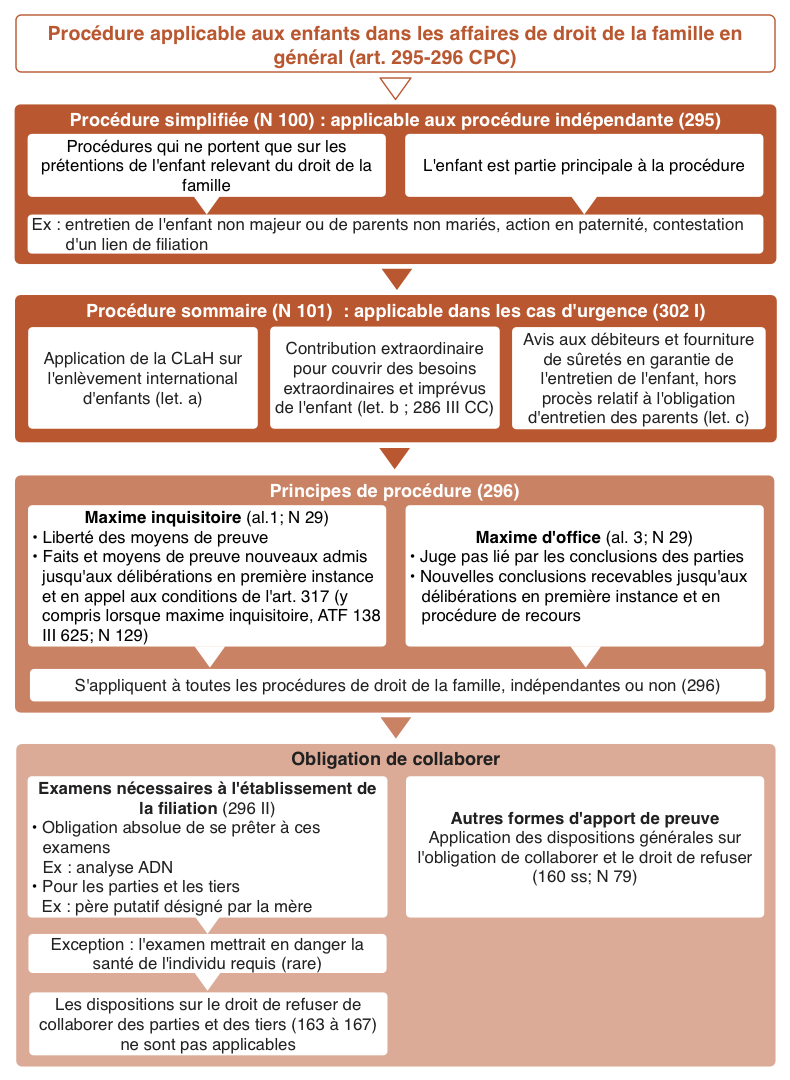 Procédure applicable aux enfants dans les affaires de droit de la famille en
général (art. 295-296 CPC)
Procédure simplifiée (N 100) : applicable aux procédure indépendante (295)
Procédures qui ne portent que sur les
prétentions de l'enfant relevant du droit de la
famille
L'enfant est partie principale à la procédure
Ex : entretien de l'enfant non majeur ou de parents non mariés, action en paternité, contestation
d'un lien de filiation
Procédure sommaire (N 101) : applicable dans les cas d'urgence (302 I)
Application de la CLaH sur
l'enlèvement international
d'enfants (let. a)
Contribution extraordinaire
pour couvrir des besoins
extraordinaires et imprévus
de l'enfant (let. b ; 286 III CC)
Avis aux débiteurs et fourniture
de sûretés en garantie de
l'entretien de l'enfant, hors
procès relatif à l'obligation
d'entretien des parents (let. c)
Principes de procédure (296)
Maxime inquisitoire (al.1; N 29)
• Liberté des moyens de preuve
• Faits et moyens de preuve nouveaux admis
jusqu'aux délibérations en première instance
et en appel aux conditions de l'art. 317 (y
compris lorsque maxime inquisitoire, ATF 138
III 625; N 129)
Maxime d'office (al. 3; N 29)
• Juge pas lié par les conclusions des parties
• Nouvelles conclusions recevables jusqu'aux
délibérations en première instance et en
procédure de recours
S'appliquent à toutes les procédures de droit de la famille, indépendantes ou non (296)
Obligation de collaborer
Examens nécessaires à l'établissement de
la filiation (296 II)
• Obligation absolue de se prêter à ces
examens
Ex : analyse ADN
• Pour les parties et les tiers
Ex : père putatif désigné par la mère
Autres formes d'apport de preuve
Application des dispositions générales sur
l'obligation de collaborer et le droit de refuser
(160 ss; N 79)
Exception : l'examen mettrait en danger la
santé de l'individu requis (rare)
Les dispositions sur le droit de refuser de
collaborer des parties et des tiers (163 à 167)
ne sont pas applicables